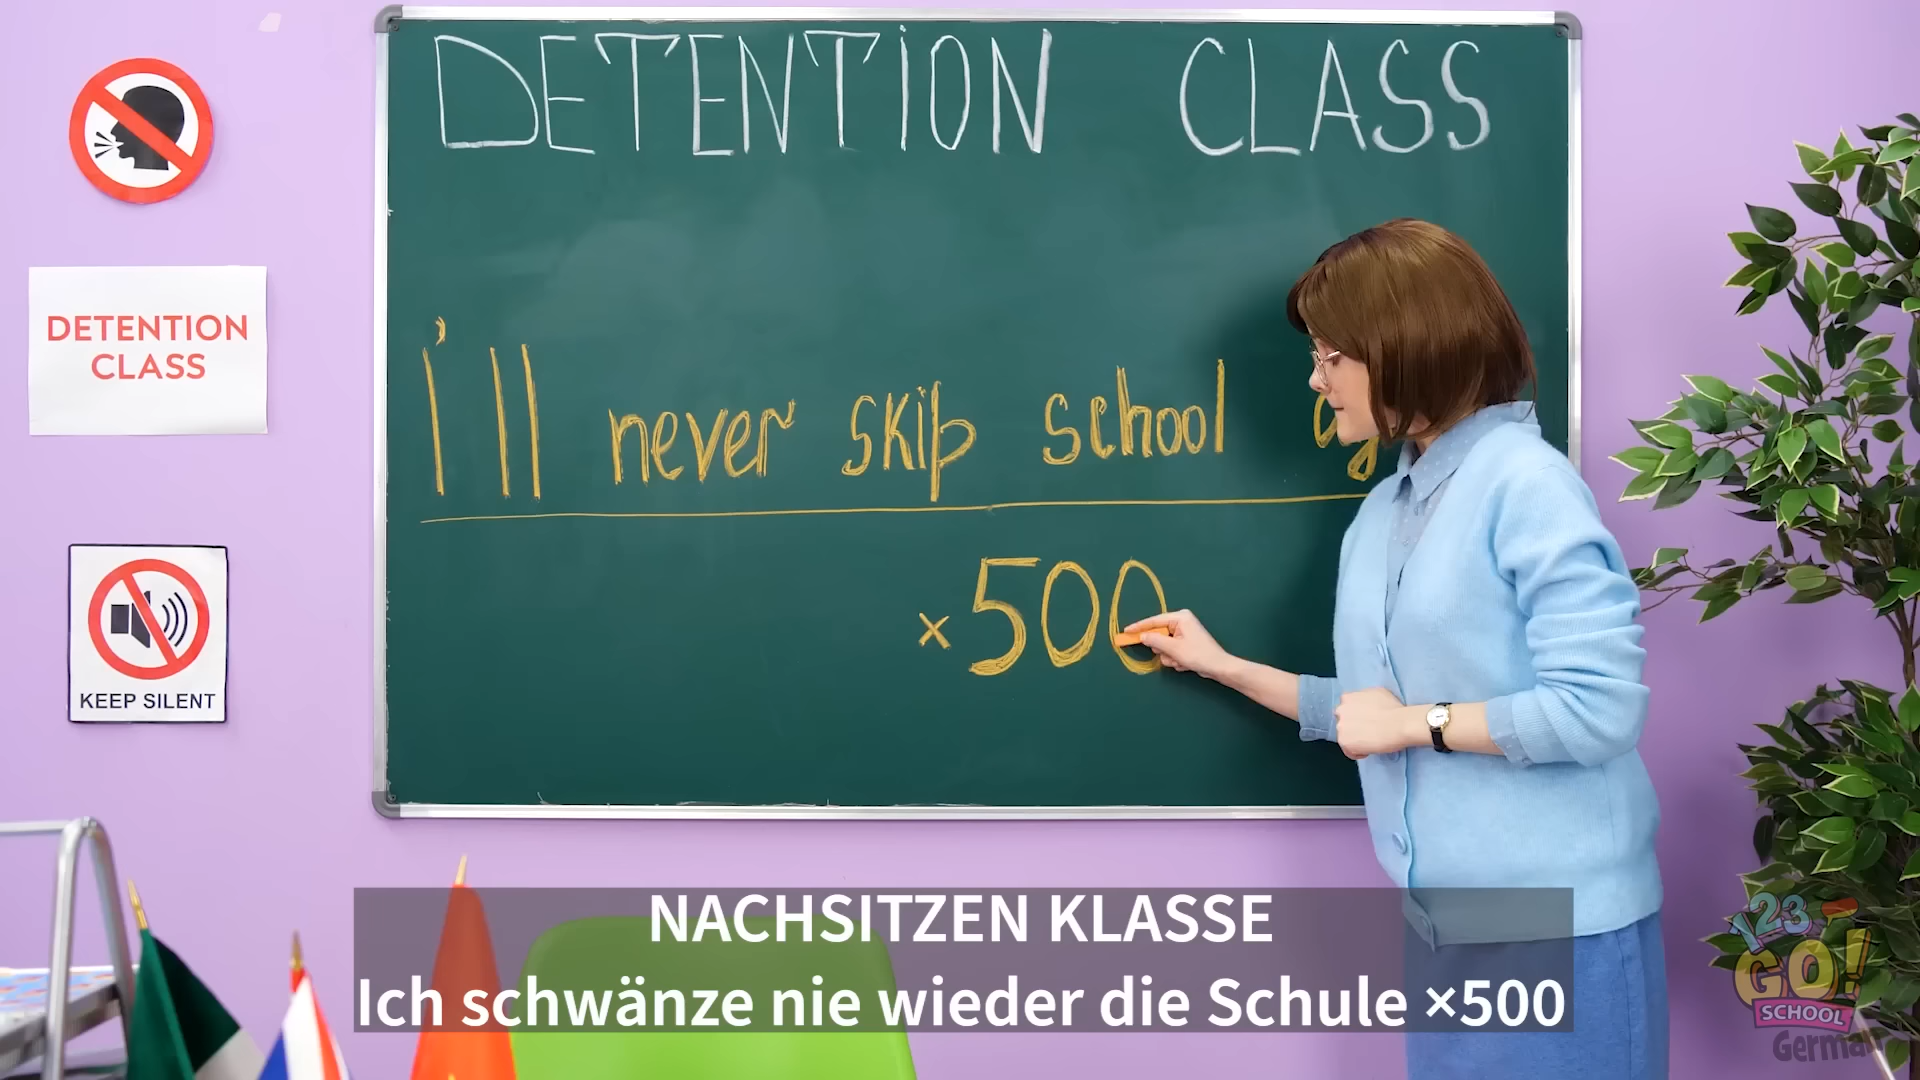 DETENTION CLASS
I'll never skip school
×500
DETENTION
CLASS
KEEP SILENT
NACHSITZEN KLASSE
Ich schwänze nie wieder die Schule ×500
123
GO!
SCHOOL
German